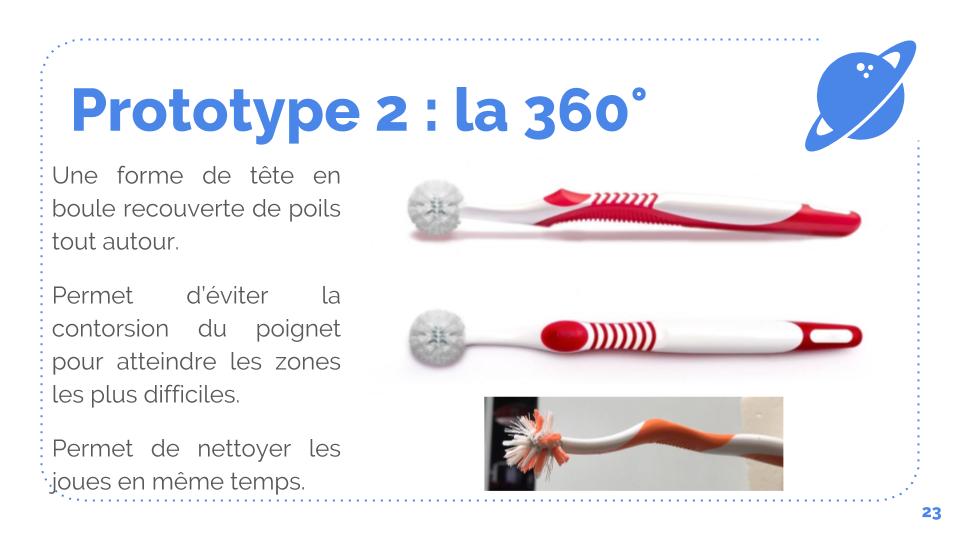 Prototype 2 : la 360°
Une forme de tête en
boule recouverte de poils
tout autour.
Permet d’éviter la
contorsion du poignet
pour atteindre les zones
les plus difficiles.
Permet de nettoyer les
joues en même temps.
23